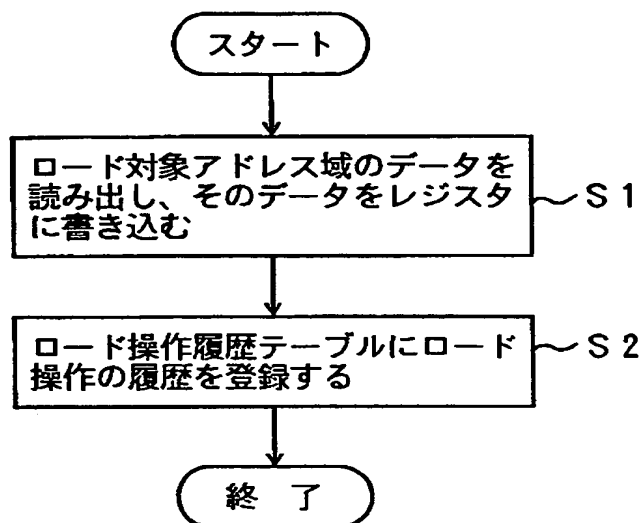 スタート
ロード対象アドレス域のデータを
読み出し、そのデータをレジスタ
に書き込む
S1
ロード操作履歴テーブルにロード
操作の履歴を登録する
S2
終 了